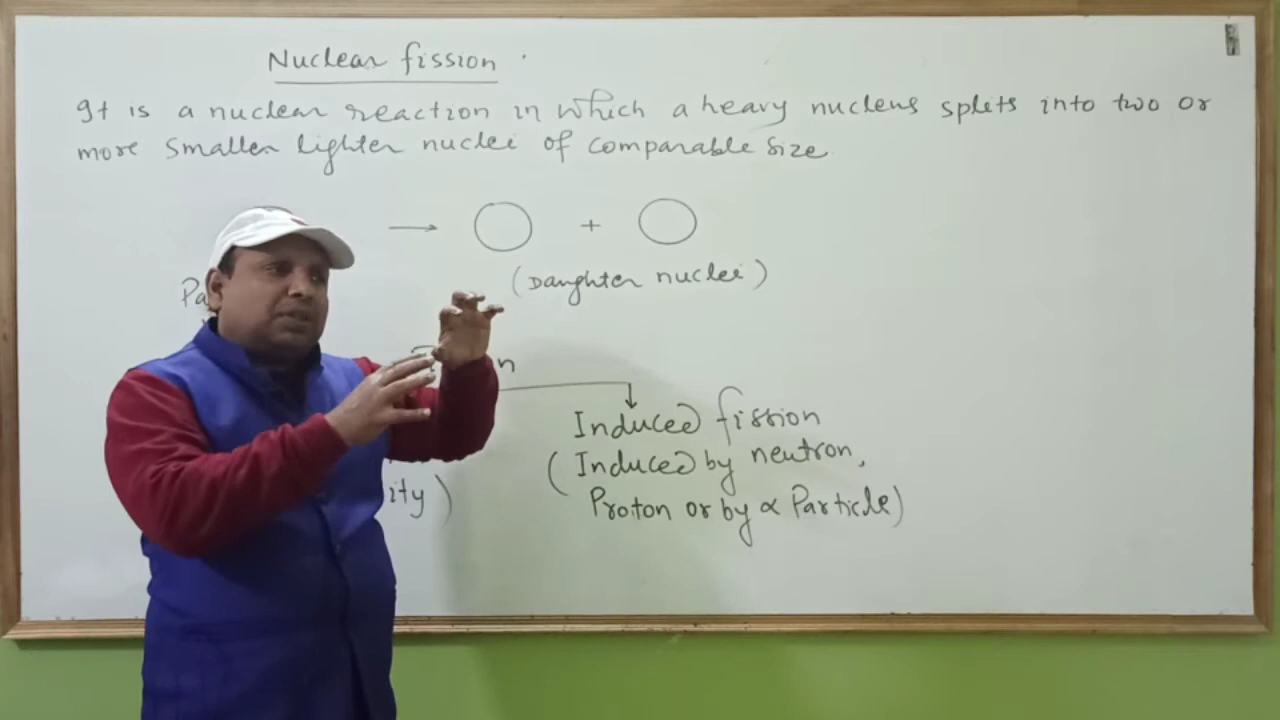 Nuclear fission
It is a nuclear reaction in which a heavy nucleus splits into two or
more smaller lighter nuclei of comparable size.
→ +
Pa (Daughter nuclei)
n
Induced fission
(Induced by neutron,
ity) Proton or by α Particle)